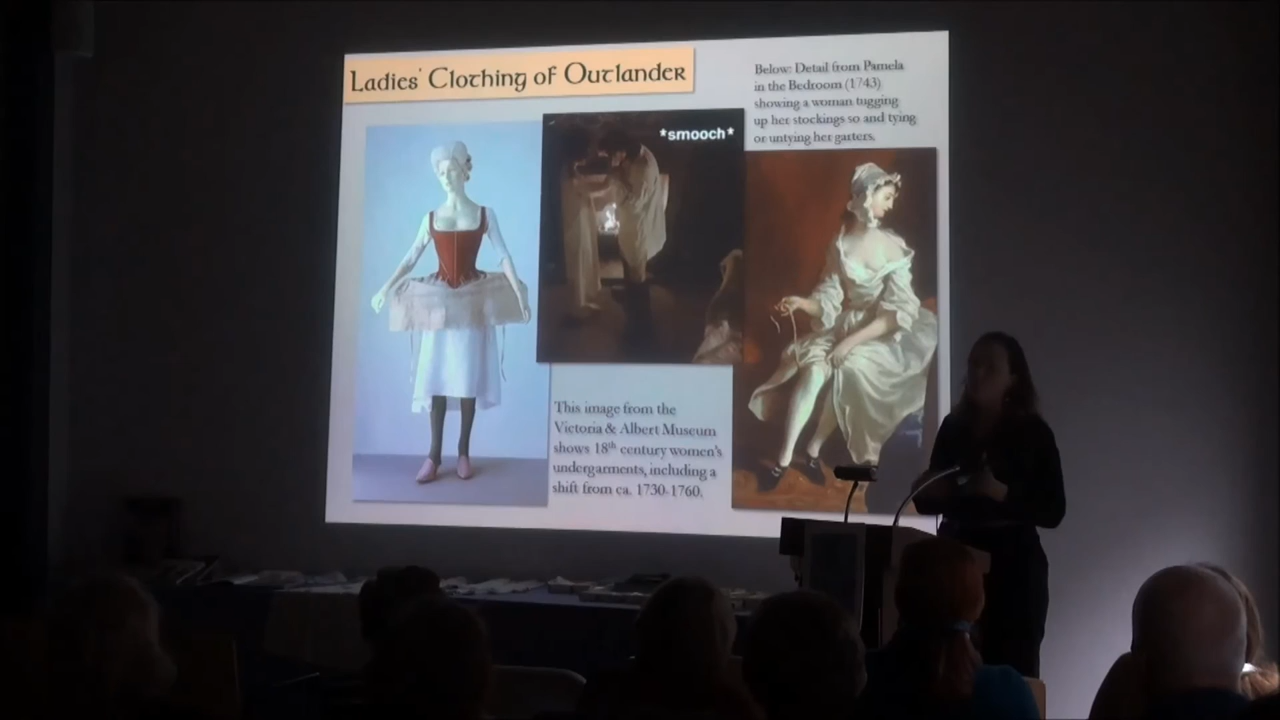 Ladies' Clothing of Outlander
*smooch*
Below: Detail from Pamela
in the Bedroom (1743)
showing a woman tugging
up her stockings so and tying
or untying her garters.
This image from the
Victoria & Albert Museum
shows 18th century women's
undergarments, including a
shift from ca. 1730-1760.